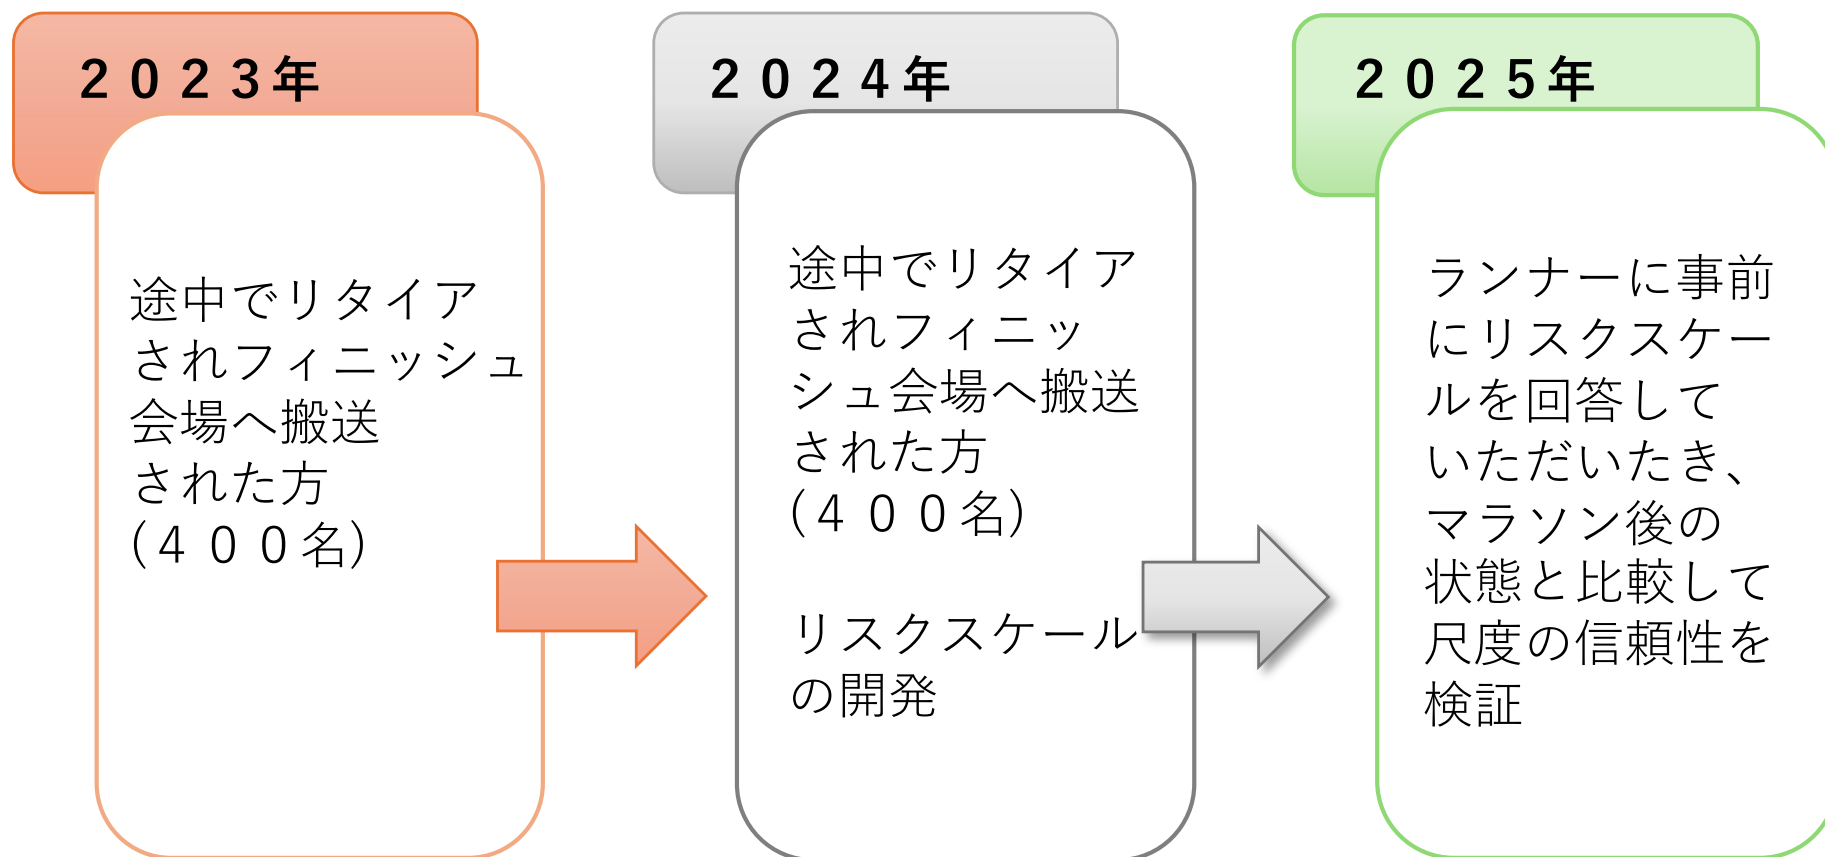 ２０２３年
途中でリタイア
されフィニッシュ
会場へ搬送
された方
（４００名）
２０２４年
途中でリタイア
されフィニッ
シュ会場へ搬送
された方
（４００名）
リスクスケール
の開発
２０２５年
ランナーに事前
にリスクスケー
ルを回答して
いただいたき、
マラソン後の
状態と比較して
尺度の信頼性を
検証